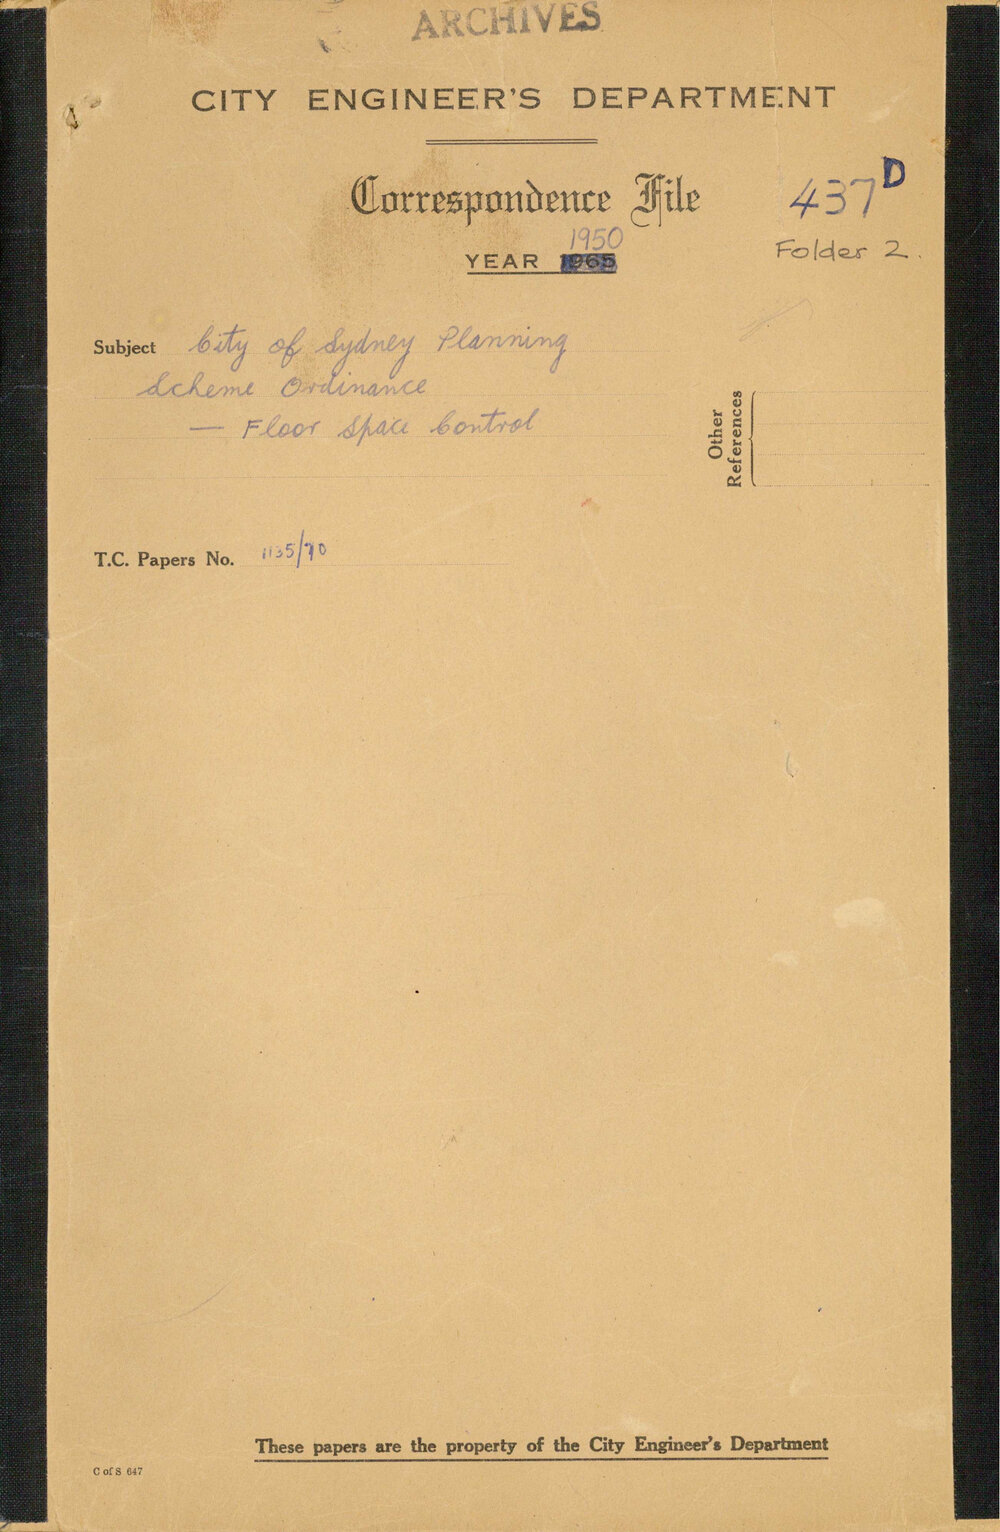 ARCHIVES
CITY ENGINEER'S DEPARTMENT
Correspondence File
437D
Folder 2.
1950
YEAR 1965
Subject City of Sydney Planning
Scheme Ordinance
— Floor Space Control
Other
References
T.C. Papers No. 1135/70
These papers are the property of the City Engineer's Department
C of S 647